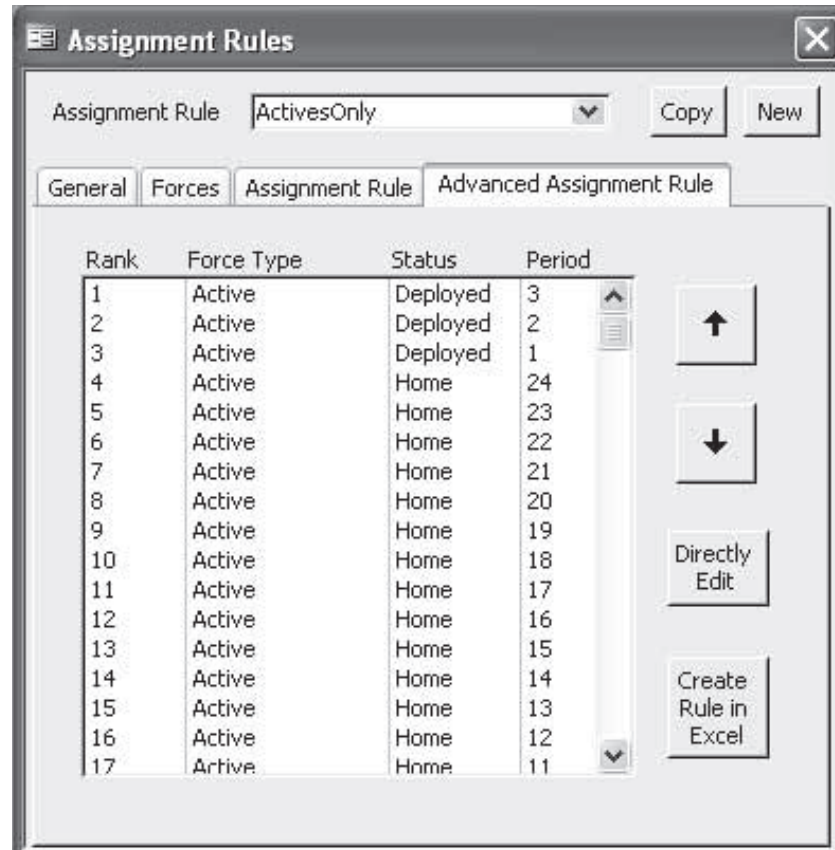 Assignment Rules
Assignment Rule ActivesOnly Copy New
General Forces Assignment Rule Advanced Assignment Rule
Rank Force Type Status Period
1 Active Deployed 3
2 Active Deployed 2
3 Active Deployed 1
4 Active Home 24
5 Active Home 23
6 Active Home 22
7 Active Home 21
8 Active Home 20
9 Active Home 19
10 Active Home 18
11 Active Home 17
12 Active Home 16
13 Active Home 15
14 Active Home 14
15 Active Home 13
16 Active Home 12
17 Active Home 11
Directly
Edit
Create
Rule in
Excel